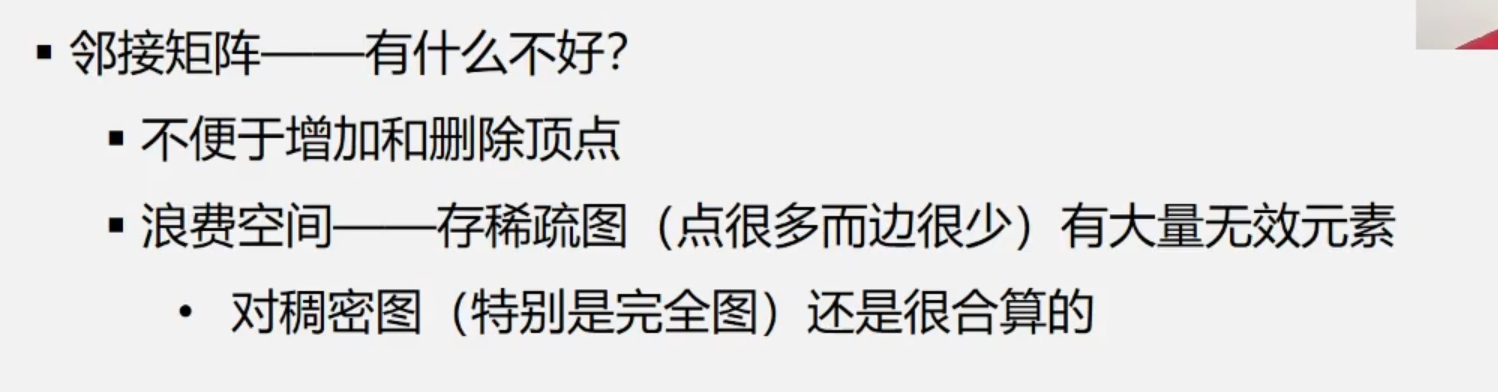 ▪ 邻接矩阵——有什么不好？
▪ 不便于增加和删除顶点
▪ 浪费空间——存稀疏图（点很多而边很少）有大量无效元素
• 对稠密图（特别是完全图）还是很合算的